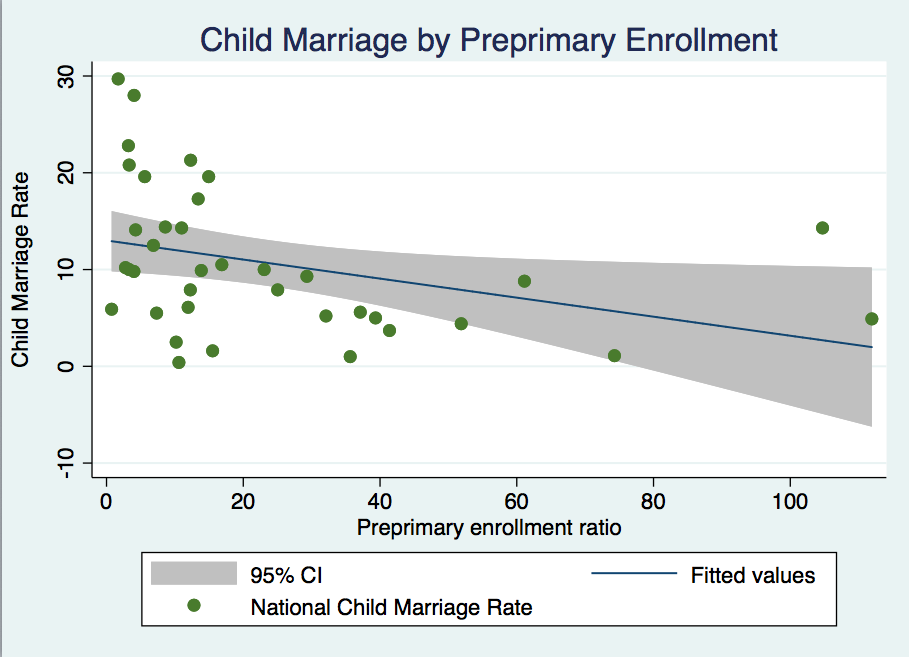 Child Marriage by Preprimary Enrollment
Child Marriage Rate
30
20
10
0
-10
0 20 40 60 80 100
Preprimary enrollment ratio
95% CI Fitted values
National Child Marriage Rate